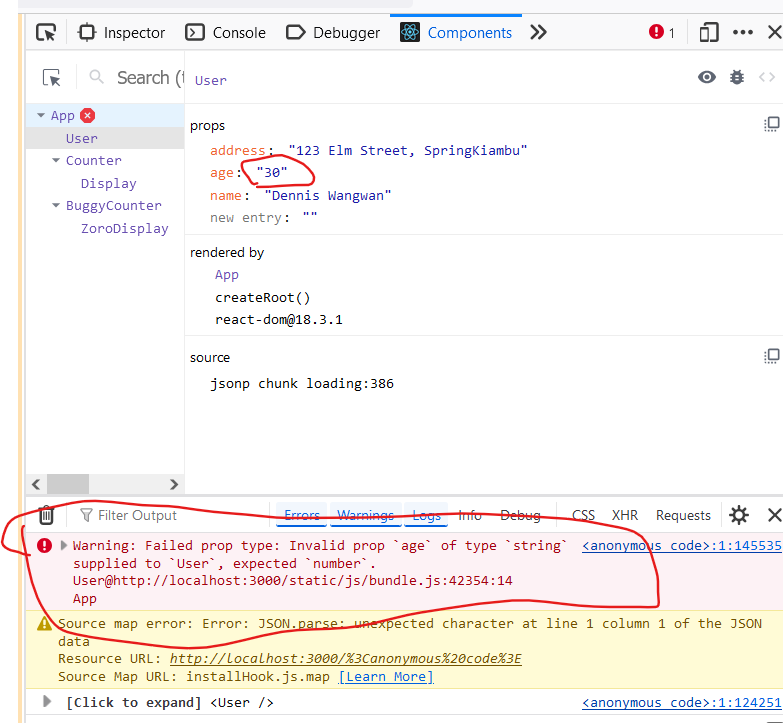 Inspector Console Debugger Components 1
Search (t User
App
User
Counter
Display
BuggyCounter
ZoroDisplay
props
address: "123 Elm Street, SpringKiambu"
age: "30"
name: "Dennis Wangwan"
new entry: ""
rendered by
App
createRoot()
react-dom@18.3.1
source
jsonp chunk loading:386
Filter Output Errors Warnings Logs Info Debug CSS XHR Requests
Warning: Failed prop type: Invalid prop `age` of type `string` <anonymous code>:1:145535
supplied to `User`, expected `number`.
User@http://localhost:3000/static/js/bundle.js:42354:14
App
Source map error: Error: JSON.parse: unexpected character at line 1 column 1 of the JSON
data
Resource URL: http://localhost:3000/%3Canonymous%20code%3E
Source Map URL: installHook.js.map [Learn More]
[Click to expand] <User /> <anonymous code>:1:124251